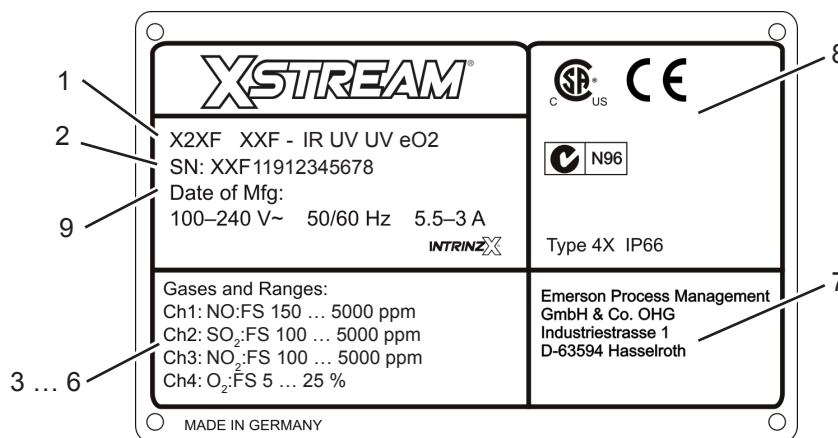 XSTREAM®
C SA ® US CE
1
X2XF XXF - IR UV UV eO2
2
SN: XXF11912345678
9
Date of Mfg:
100–240 V~ 50/60 Hz 5.5–3 A
INTRINZX
N96
Type 4X IP66
8
Gases and Ranges:
Ch1: NO:FS 150 … 5000 ppm
Ch2: SO₂:FS 100 … 5000 ppm
Ch3: NO₂:FS 100 … 5000 ppm
Ch4: O₂:FS 5 … 25 %
3 … 6
Emerson Process Management
GmbH & Co. OHG
Industriestrasse 1
D-63594 Hasselroth
7
MADE IN GERMANY